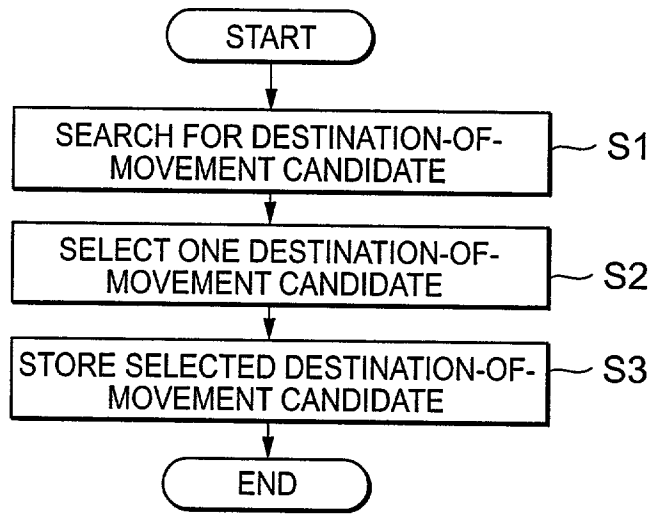 START
SEARCH FOR DESTINATION-OF-
MOVEMENT CANDIDATE
S1
SELECT ONE DESTINATION-OF-
MOVEMENT CANDIDATE
S2
STORE SELECTED DESTINATION-OF-
MOVEMENT CANDIDATE
S3
END